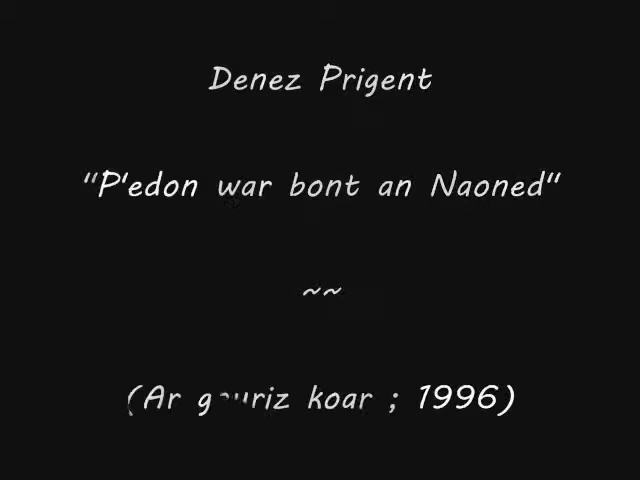 Denez Prigent
"P'edon war bont an Naoned"
~~
(Ar gouriz koar ; 1996)